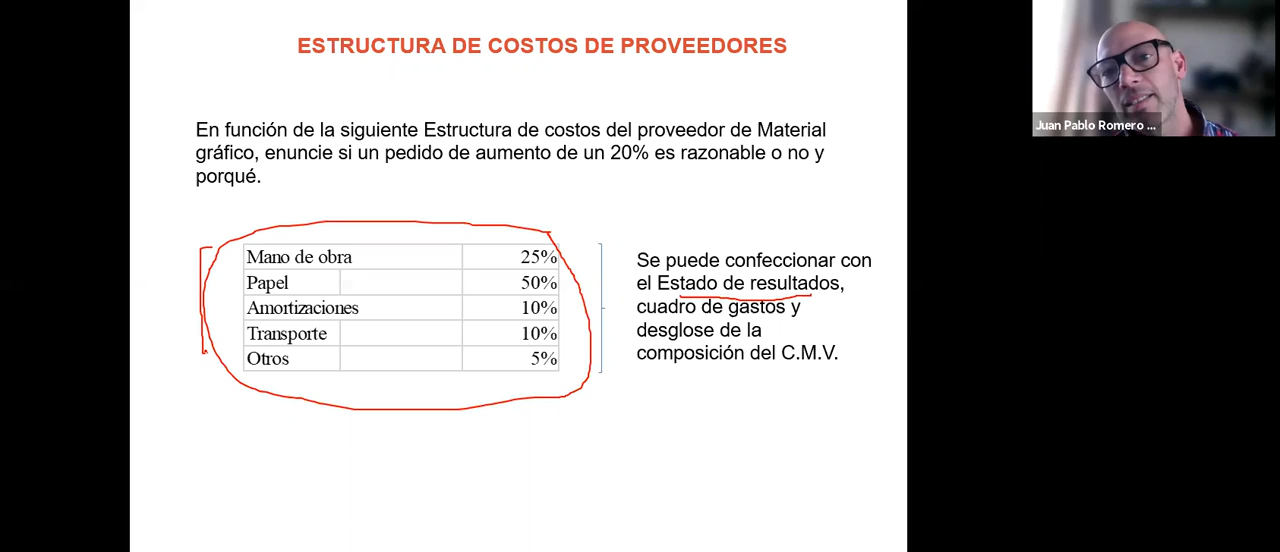 ESTRUCTURA DE COSTOS DE PROVEEDORES
Juan Pablo Romero ...
En función de la siguiente Estructura de costos del proveedor de Material
gráfico, enuncie si un pedido de aumento de un 20% es razonable o no y
porqué.
Mano de obra 25%
Papel 50%
Amortizaciones 10%
Transporte 10%
Otros 5%
Se puede confeccionar con
el Estado de resultados,
cuadro de gastos y
desglose de la
composición del C.M.V.